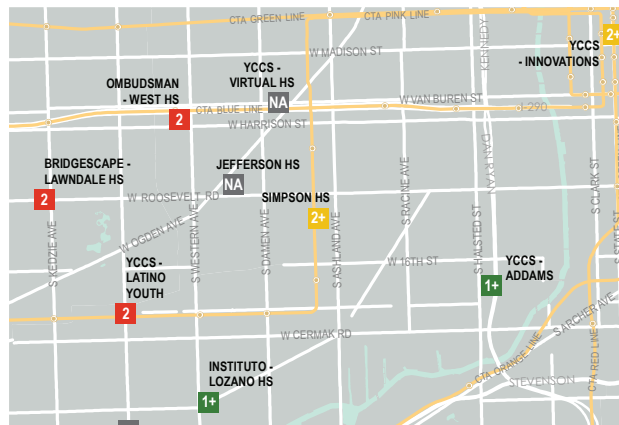 CTA GREEN LINE
CTA PINK LINE
W MADISON ST
KENNEDY
2+
YCCS
- INNOVATIONS
YCCS -
VIRTUAL HS
NA
OMBUDSMAN
- WEST HS
2
CTA BLUE LINE
W VAN BUREN ST
I-290
W HARRISON ST
DAN RYAN
BRIDGESCAPE -
LAWNDALE HS
2
JEFFERSON HS
NA
W ROOSEVELT RD
SIMPSON HS
2+
S KEDZIE AVE
W OGDEN AVE
S WESTERN AVE
S DAMEN AVE
S ASHLAND AVE
S RACINE AVE
S HALSTED ST
S CLARK ST
S STATE ST
W 16TH ST
YCCS -
LATINO
YOUTH
2
YCCS -
ADDAMS
1+
S ARCHER AVE
W CERMAK RD
CTA ORANGE LINE
CTA RED LINE
STEVENSON
INSTITUTO -
LOZANO HS
1+